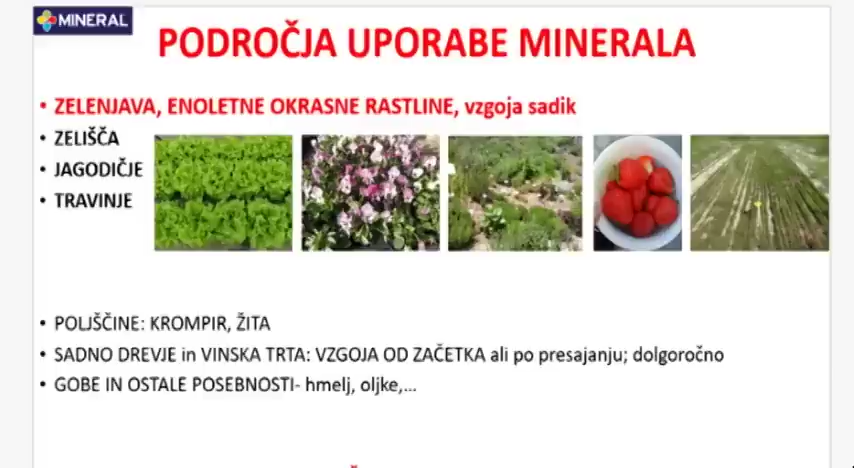 MINERAL
PODROČJA UPORABE MINERALA
• ZELENJAVA, ENOLETNE OKRASNE RASTLINE, vzgoja sadik
• ZELIŠČA
• JAGODIČJE
• TRAVINJE
• POLJŠČINE: KROMPIR, ŽITA
• SADNO DREVJE in VINSKA TRTA: VZGOJA OD ZAČETKA ali po presajanju; dolgoročno
• GOBE IN OSTALE POSEBNOSTI- hmelj, oljke,...